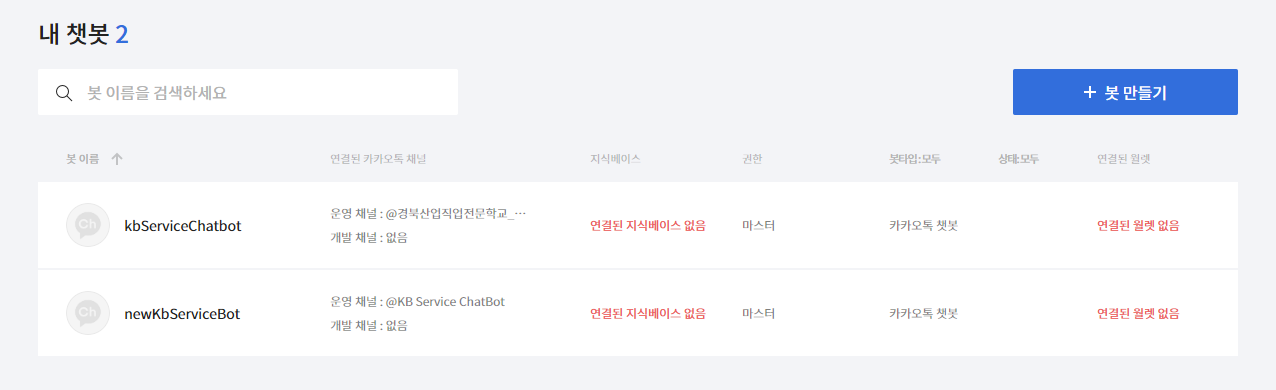 내 챗봇 2
봇 이름을 검색하세요
+ 봇 만들기
봇 이름 ↑ 연결된 카카오톡 채널 지식베이스 권한 봇타입:모두 상태:모두 연결된 월렛
Ch kbServiceChatbot 운영 채널 : @경북산업직업전문학교_··· 연결된 지식베이스 없음 마스터 카카오톡 챗봇 연결된 월렛 없음
개발 채널 : 없음
Ch newKbServiceBot 운영 채널 : @KB Service ChatBot 연결된 지식베이스 없음 마스터 카카오톡 챗봇 연결된 월렛 없음
개발 채널 : 없음